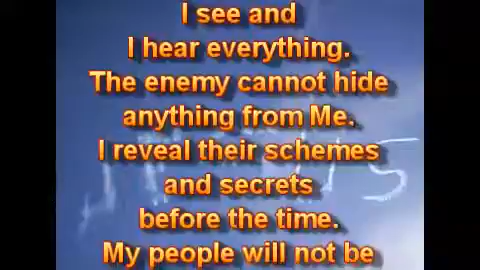 I see and
I hear everything.
The enemy cannot hide
anything from Me.
I reveal their schemes
and secrets
before the time.
My people will not be